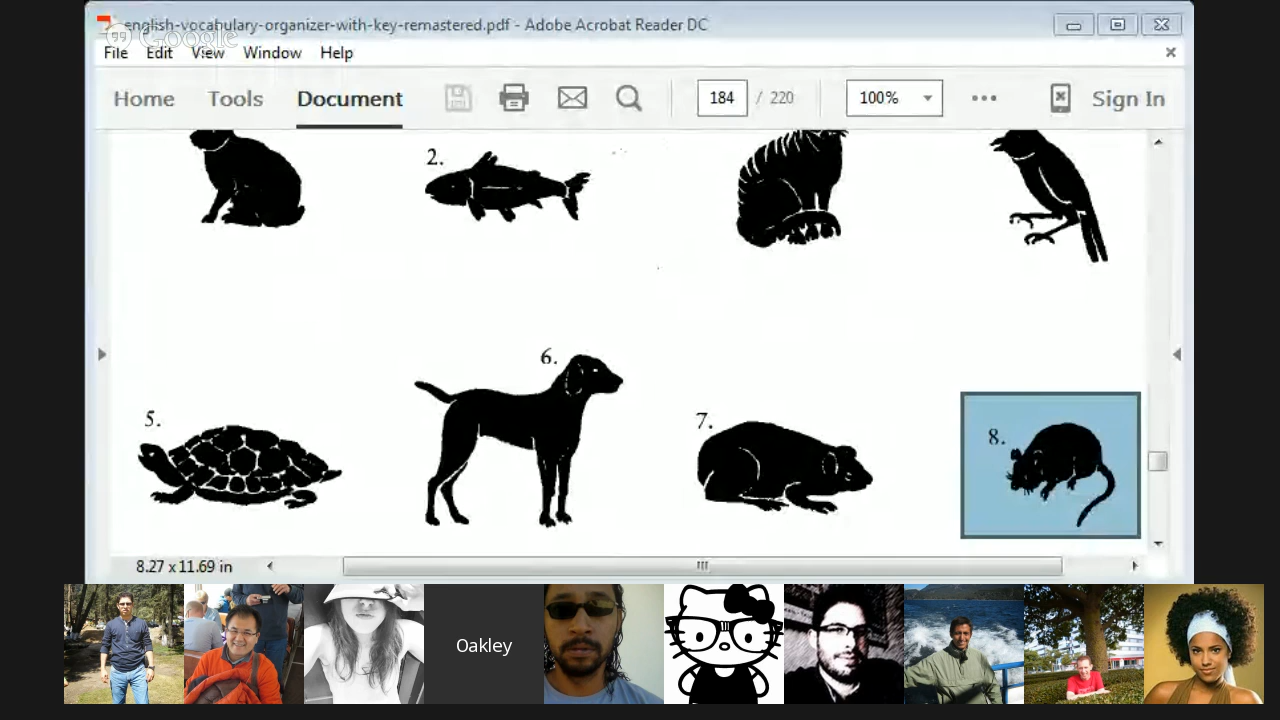 english-vocabulary-organizer-with-key-remastered.pdf - Adobe Acrobat Reader DC
Google
File Edit View Window Help
Home Tools Document 184 / 220 100% Sign In
2.
6.
5.
7.
8.
8.27 x 11.69 in
Oakley